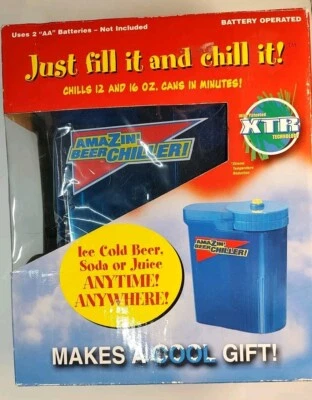 Uses 2 "AA" Batteries - Not Included
BATTERY OPERATED
Just fill it and chill it!
CHILLS 12 AND 16 OZ. CANS IN MINUTES!
XTR
TECHNOLOGY
AMAZIN'
BEER CHILLER!
AMAZIN'
BEER CHILLER!
Ice Cold Beer,
Soda or Juice
ANYTIME!
ANYWHERE!
MAKES A COOL GIFT!